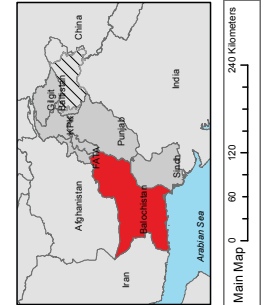 China
Gilgit
Baltistan
KPK
FATA
Punjab
Afghanistan
India
Balochistan
Sindh
Iran
Arabian Sea
Main Map 0 60 120 240 Kilometers